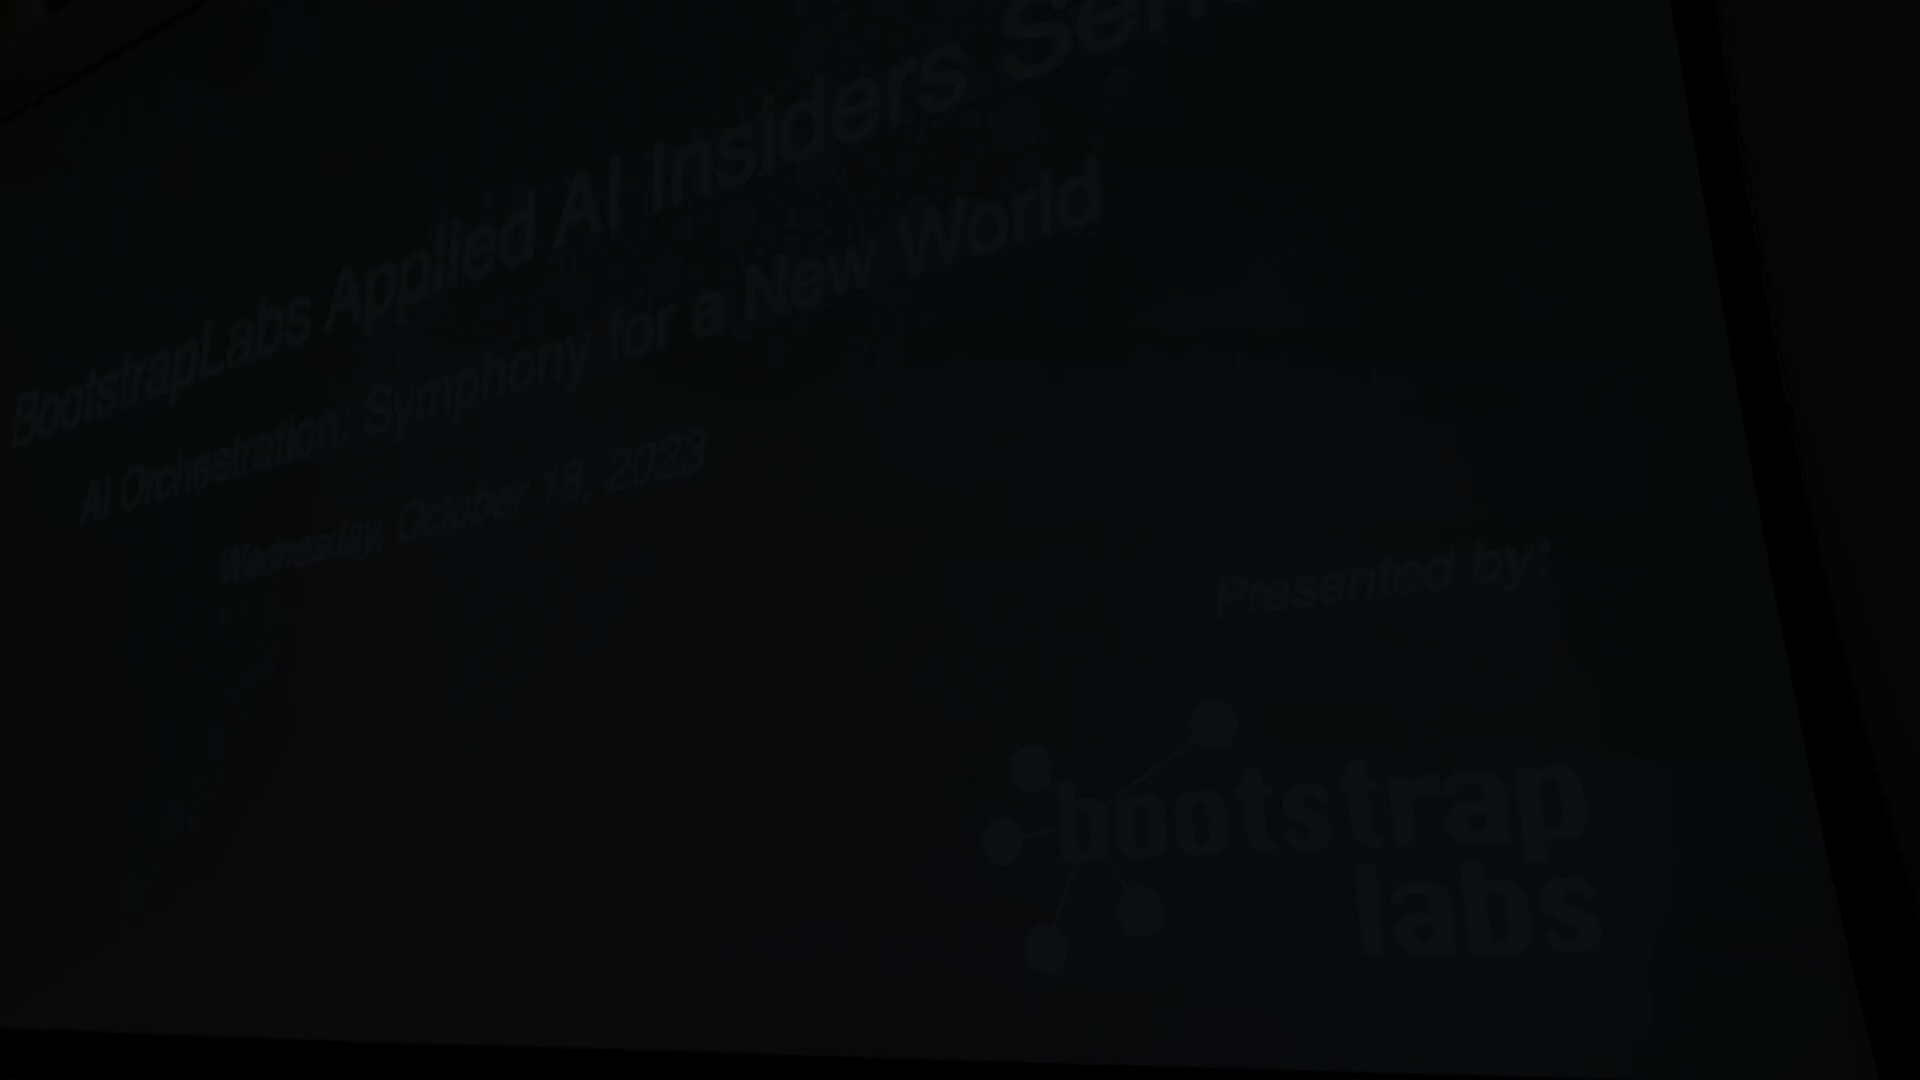 BootstrapLabs Applied AI Insiders
AI Orchestration: Symphony for a New World
Wednesday, October 18, 2023
Presented by:
bootstrap
labs